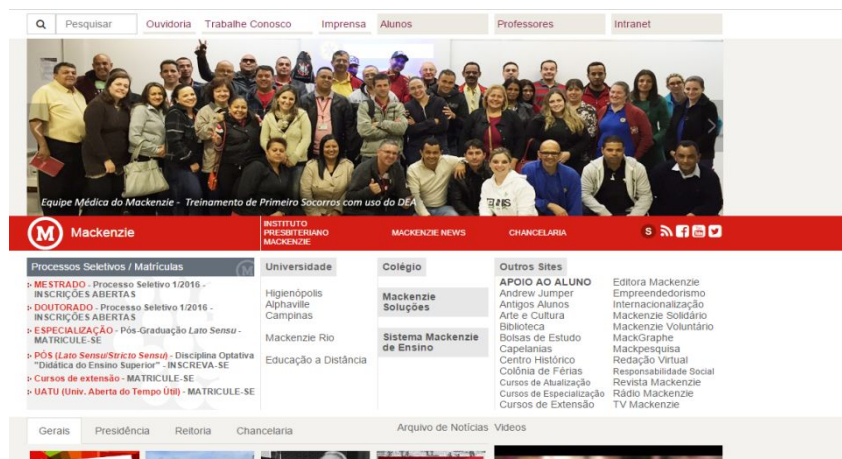 Pesquisar
Ouvidoria
Trabalhe Conosco
Imprensa
Alunos
Professores
Intranet
Equipe Médica do Mackenzie - Treinamento de Primeiro Socorros com uso do DEA
M
Mackenzie
INSTITUTO
PRESBITERIANO
MACKENZIE
MACKENZIE NEWS
CHANCELARIA
S
You
Processos Seletivos / Matrículas
MESTRADO - Processo Seletivo 1/2016 -
INSCRIÇÕES ABERTAS
DOUTORADO - Processo Seletivo 1/2016 -
INSCRIÇÕES ABERTAS
ESPECIALIZAÇÃO - Pós-Graduação Lato Sensu -
MATRICULE-SE
PÓS (Lato Sensu/Stricto Sensu) - Disciplina Optativa
"Didática do Ensino Superior" - INSCREVA-SE
Cursos de extensão - MATRICULE-SE
UATU (Univ. Aberta do Tempo Útil) - MATRICULE-SE
Universidade
Higienópolis
Alphaville
Campinas
Mackenzie Rio
Educação a Distância
Colégio
Mackenzie
Soluções
Sistema Mackenzie
de Ensino
Outros Sites
APOIO AO ALUNO
Andrew Jumper
Antigos Alunos
Arte e Cultura
Biblioteca
Bolsas de Estudo
Capelanias
Centro Histórico
Colônia de Férias
Cursos de Atualização
Cursos de Especialização
Cursos de Extensão
Editora Mackenzie
Empreendedorismo
Internacionalização
Mackenzie Solidário
Mackenzie Voluntário
MackGraphe
Mackpesquisa
Redação Virtual
Responsabilidade Social
Revista Mackenzie
Rádio Mackenzie
TV Mackenzie
Gerais
Presidência
Reitoria
Chancelaria
Arquivo de Notícias
Videos